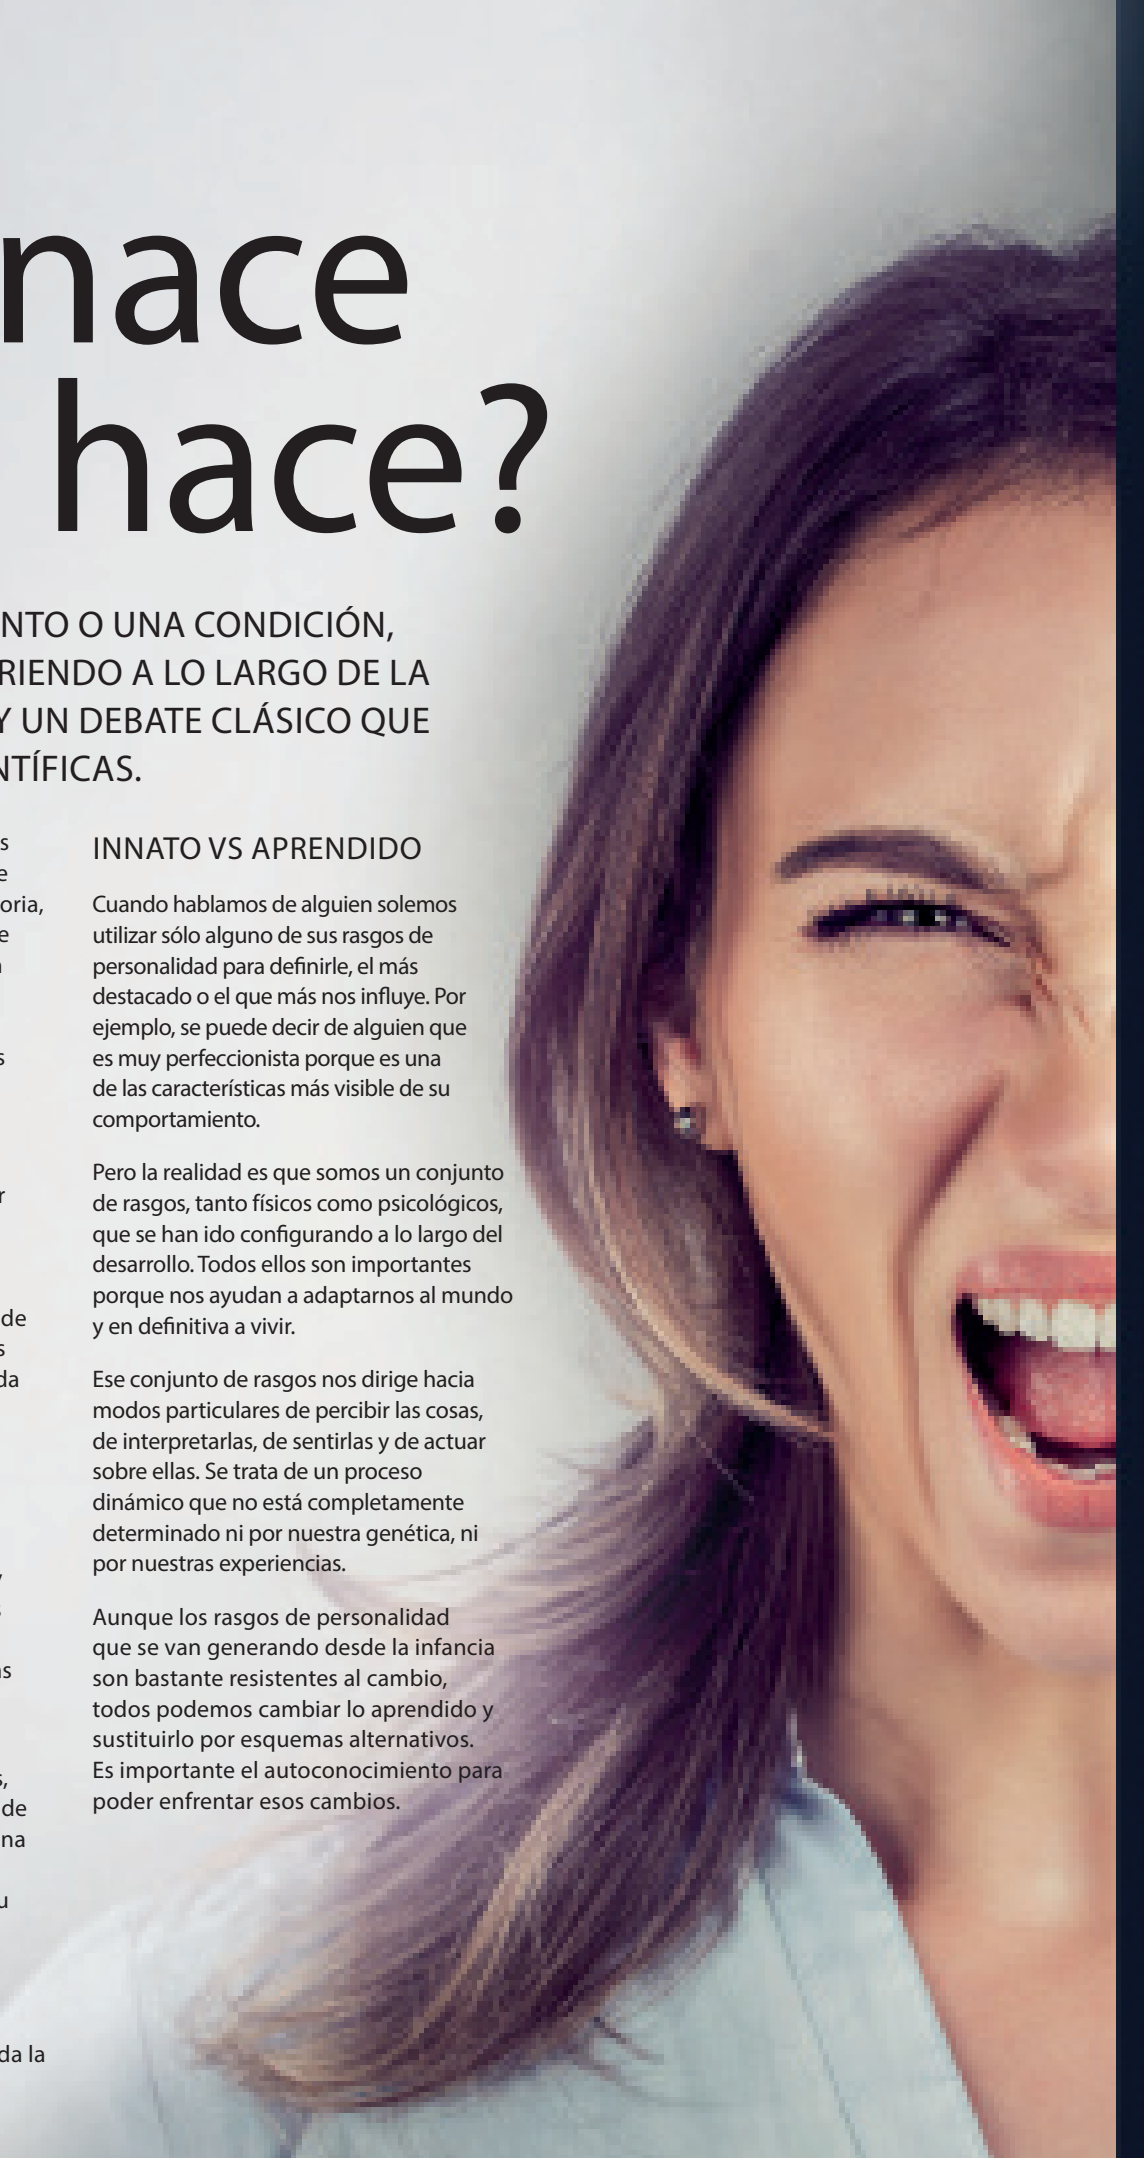 nace
hace?
NTO O UNA CONDICIÓN,
RIENDO A LO LARGO DE LA
Y UN DEBATE CLÁSICO QUE
NTÍFICAS.
s
e
oria,
e
s
r
de
s
da
as
s,
de
na
u
da la
INNATO VS APRENDIDO
Cuando hablamos de alguien solemos
utilizar sólo alguno de sus rasgos de
personalidad para definirle, el más
destacado o el que más nos influye. Por
ejemplo, se puede decir de alguien que
es muy perfeccionista porque es una
de las características más visible de su
comportamiento.
Pero la realidad es que somos un conjunto
de rasgos, tanto físicos como psicológicos,
que se han ido configurando a lo largo del
desarrollo. Todos ellos son importantes
porque nos ayudan a adaptarnos al mundo
y en definitiva a vivir.
Ese conjunto de rasgos nos dirige hacia
modos particulares de percibir las cosas,
de interpretarlas, de sentirlas y de actuar
sobre ellas. Se trata de un proceso
dinámico que no está completamente
determinado ni por nuestra genética, ni
por nuestras experiencias.
Aunque los rasgos de personalidad
que se van generando desde la infancia
son bastante resistentes al cambio,
todos podemos cambiar lo aprendido y
sustituirlo por esquemas alternativos.
Es importante el autoconocimiento para
poder enfrentar esos cambios.